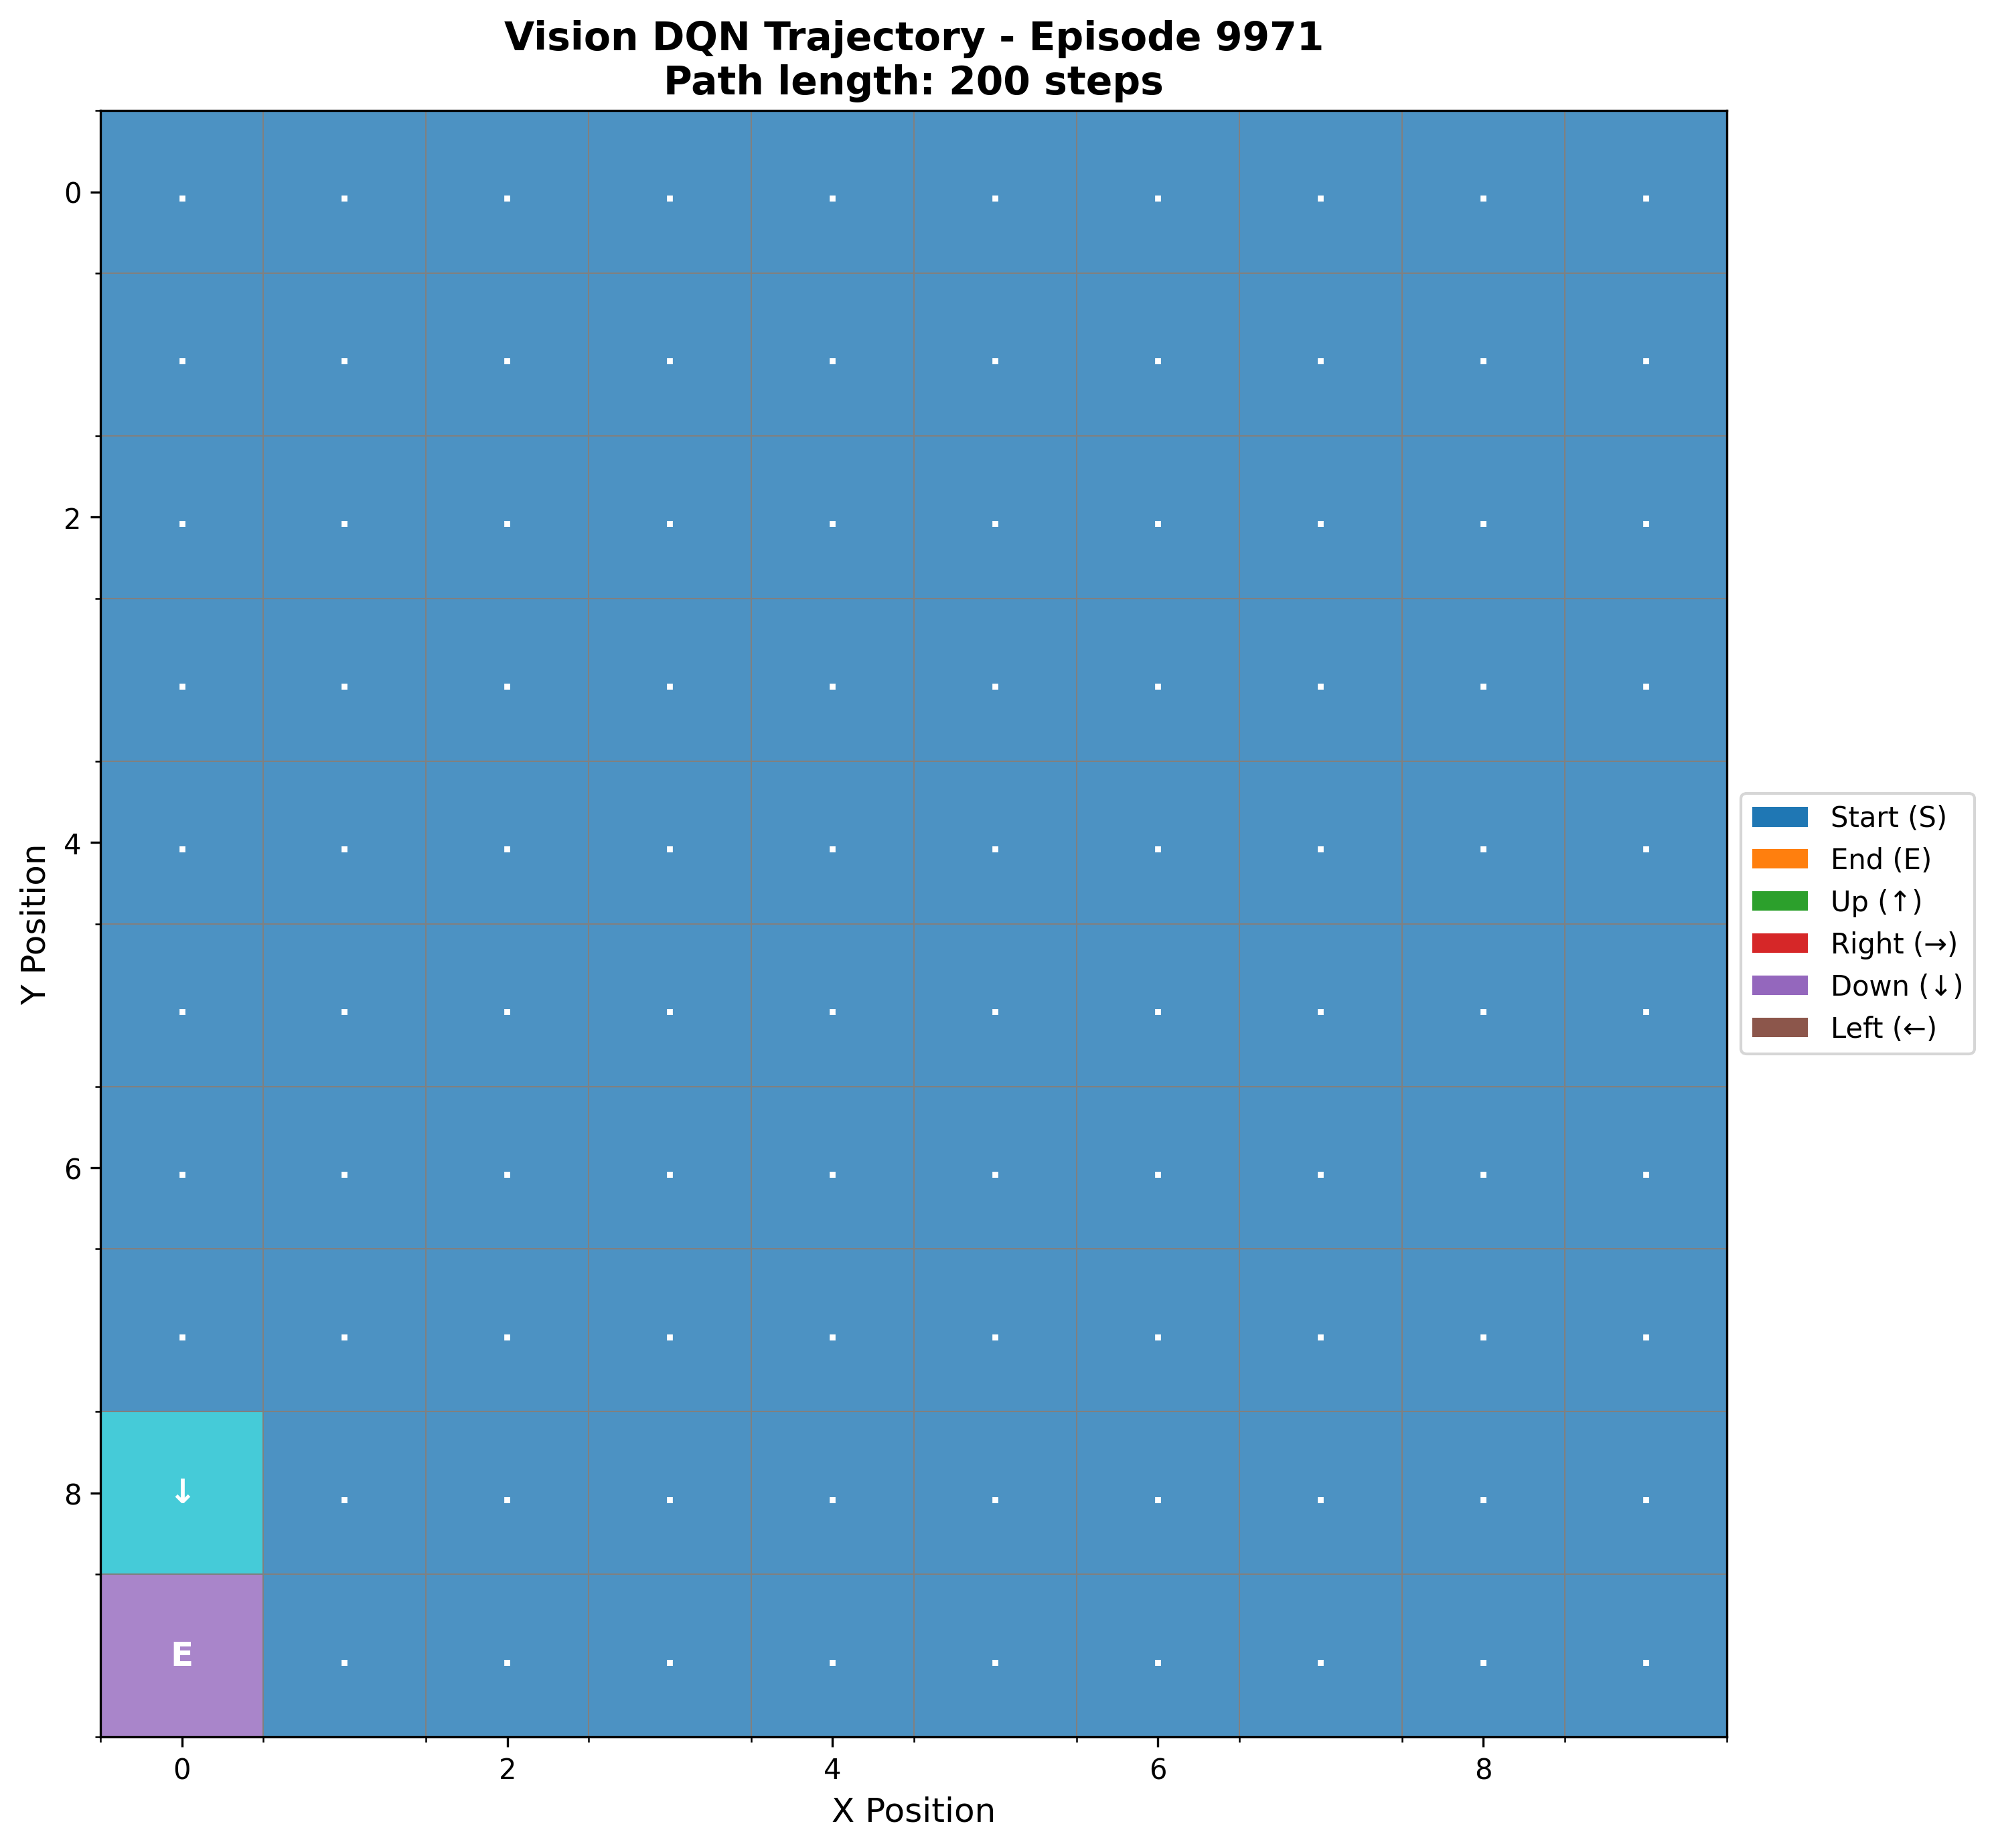 Vision DQN Trajectory - Episode 9971
Path length: 200 steps
0 . . . . . . . . . .
. . . . . . . . . .
2 . . . . . . . . . .
. . . . . . . . . .
4 . . . . . . . . . .
. . . . . . . . . .
6 . . . . . . . . . .
. . . . . . . . . .
8 ↓ . . . . . . . . .
E . . . . . . . . .
0 2 4 6 8
X Position
Y Position
Start (S)
End (E)
Up (↑)
Right (→)
Down (↓)
Left (←)